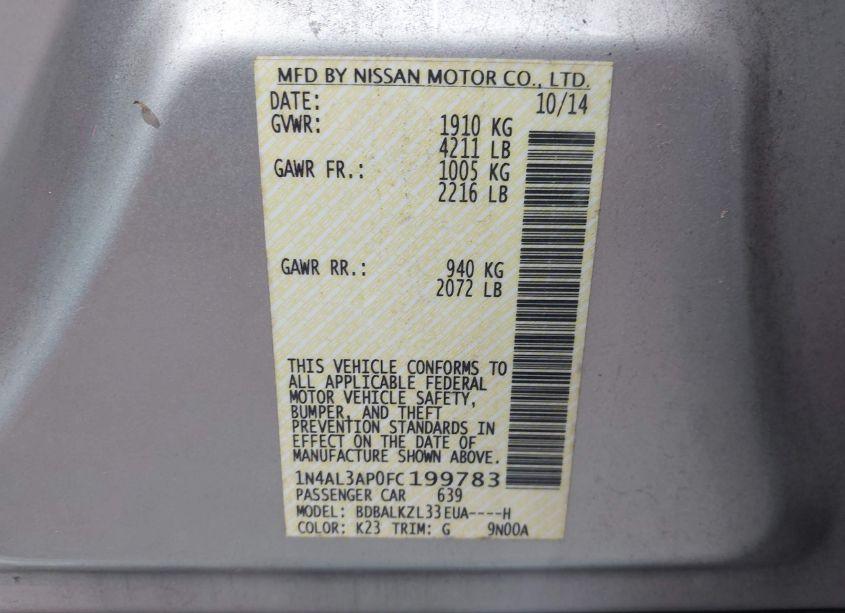 MFD BY NISSAN MOTOR CO., LTD.
DATE: 10/14
GVWR: 1910 KG
4211 LB
GAWR FR.: 1005 KG
2216 LB
GAWR RR.: 940 KG
2072 LB
THIS VEHICLE CONFORMS TO
ALL APPLICABLE FEDERAL
MOTOR VEHICLE SAFETY,
BUMPER, AND THEFT
PREVENTION STANDARDS IN
EFFECT ON THE DATE OF
MANUFACTURE SHOWN ABOVE.
1N4AL3AP0FC199783
PASSENGER CAR 639
MODEL: BDBALKZL33EUA----H
COLOR: K23 TRIM: G 9N00A